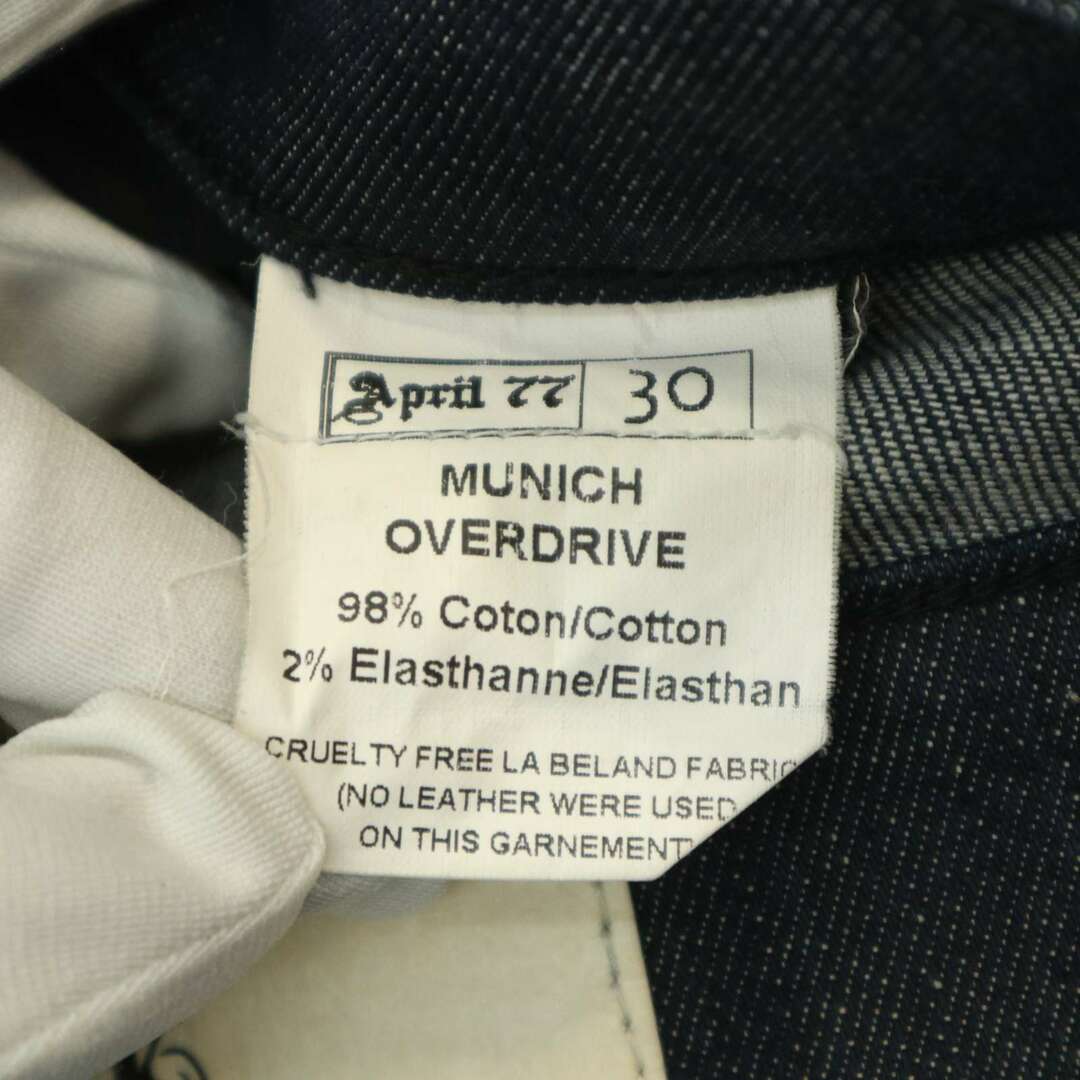 April 77 30
MUNICH
OVERDRIVE
98% Coton/Cotton
2% Elasthanne/Elasthan
CRUELTY FREE LA BELAND FABRIC
(NO LEATHER WERE USED
ON THIS GARNEMENT